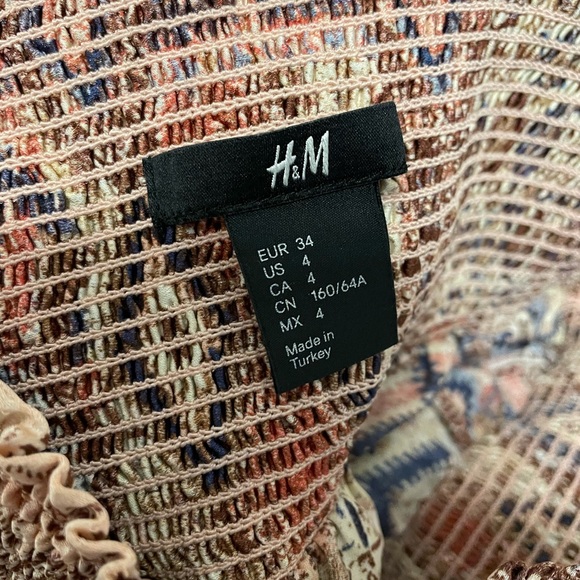 H&M
EUR 34
US 4
CA 4
CN 160/64A
MX 4
Made in
Turkey